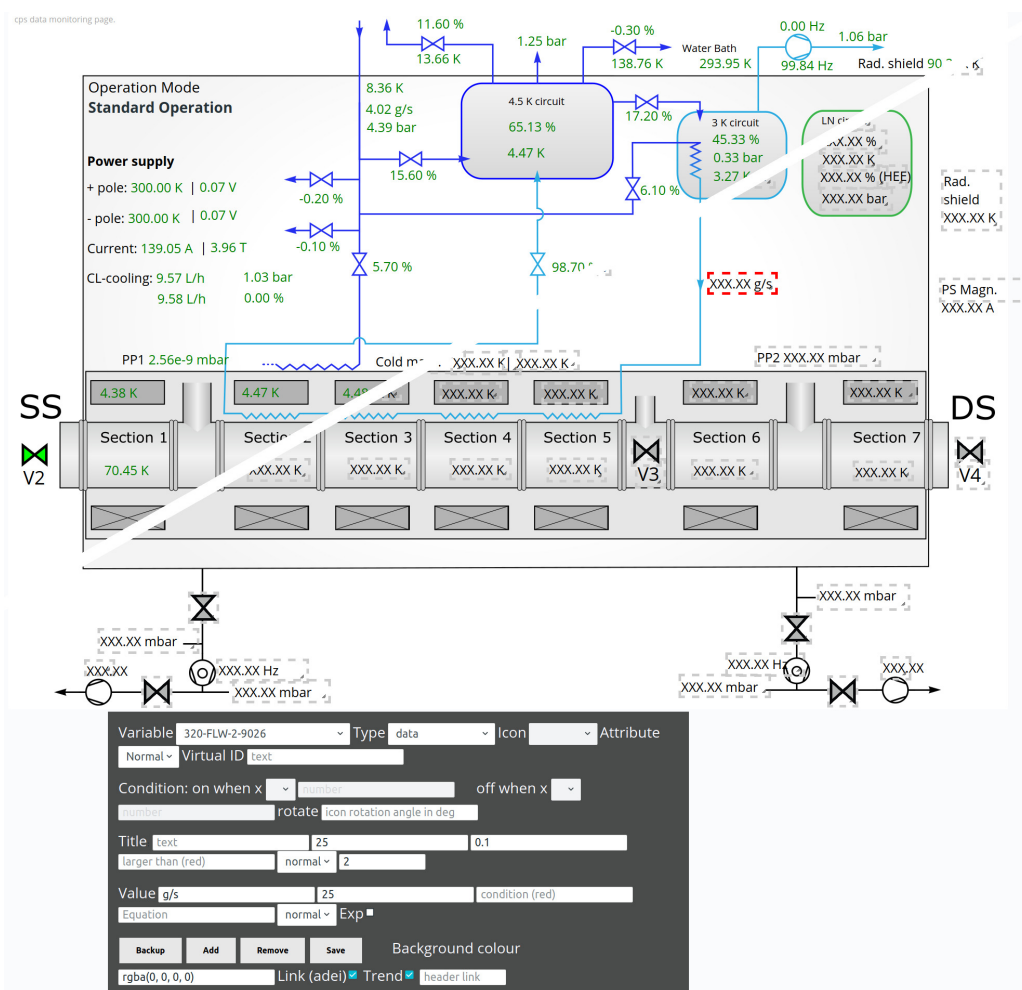 cps data monitoring page.
11.60 %
13.66 K
1.25 bar
-0.30 %
138.76 K
Water Bath
293.95 K
0.00 Hz
99.84 Hz
1.06 bar
Rad. shield 90
K
Operation Mode
Standard Operation
8.36 K
4.02 g/s
4.39 bar
4.5 K circuit
65.13 %
4.47 K
17.20 %
3 K circuit
45.33 %
0.33 bar
3.27 K
LN
XX.XX %
XXX.XX K
XXX.XX % (HEE)
XXX.XX bar
Power supply
+ pole: 300.00 K | 0.07 V
- pole: 300.00 K | 0.07 V
Current: 139.05 A | 3.96 T
CL-cooling: 9.57 L/h 1.03 bar
9.58 L/h 0.00 %
15.60 %
-0.20 %
-0.10 %
5.70 %
6.10 %
98.70
XXX.XX g/s
Rad.
shield
XXX.XX K
PS Magn.
XXX.XX A
PP1 2.56e-9 mbar
Cold
XXX.XX K| XXX.XX K
PP2 XXX.XX mbar
4.38 K
4.47 K
4.48
XXX.XX K
XXX.XX K
XXX.XX K
XXX.XX K
SS
DS
Section 1
Section 3
Section 4
Section 5
Section 6
Section 7
70.45 K
XXX.XX K
XXX.XX K
XXX.XX K
XXX.XX K
XXX.XX K
XXX.XX K
V2
V3
V4
XXX.XX mbar
XXX.XX mbar
XXX.XX
XXX.XX Hz
XXX.XX mbar
XXX.XX Hz
XXX.XX
XXX.XX mbar
Variable 320-FLW-2-9026 Type data Icon Attribute
Normal Virtual ID text
Condition: on when x number off when x
number rotate icon rotation angle in deg
Title text 25 0.1
larger than (red) normal 2
Value g/s 25 condition (red)
Equation normal Exp
Backup Add Remove Save Background colour
rgba(0, 0, 0, 0) Link (adei) Trend header link